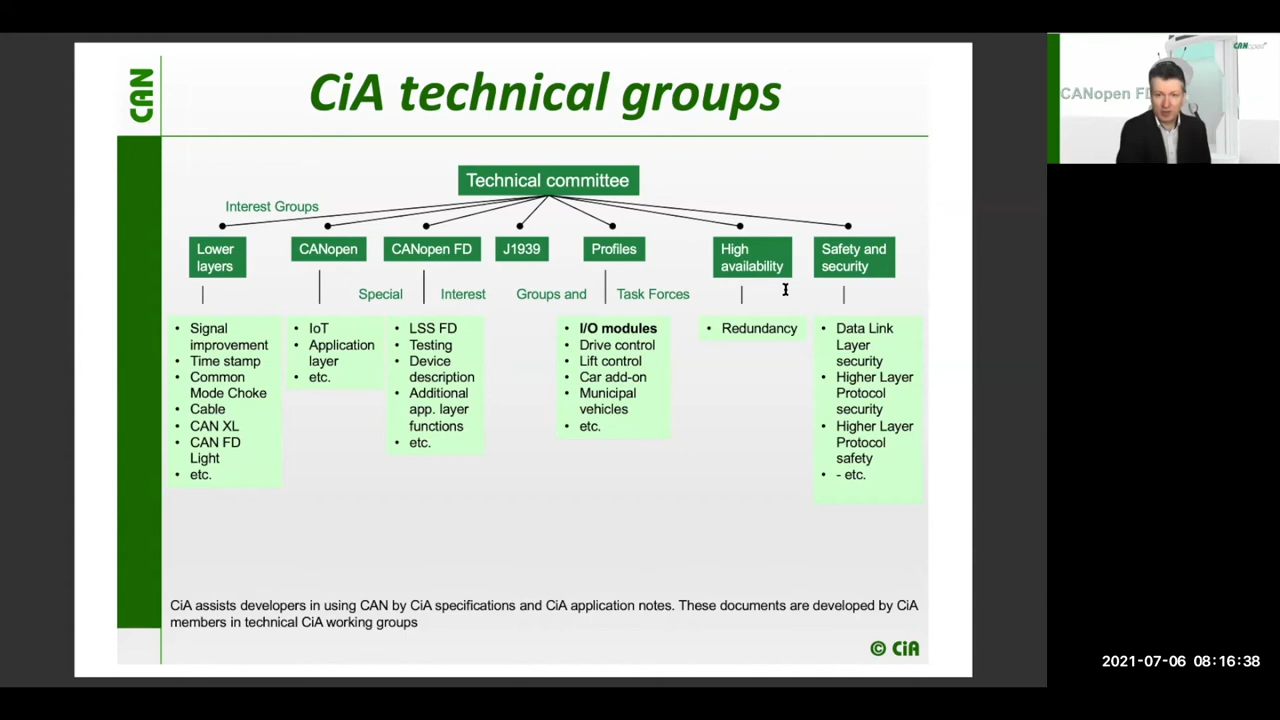 CAN
CiA technical groups
Technical committee
Interest Groups
Lower
layers
CANopen
CANopen FD
J1939
Profiles
High
availability
Safety and
security
Special Interest Groups and Task Forces
• Signal
improvement
• Time stamp
• Common
Mode Choke
• Cable
• CAN XL
• CAN FD
Light
• etc.
• IoT
• Application
layer
• etc.
• LSS FD
• Testing
• Device
description
• Additional
app. layer
functions
• etc.
• I/O modules
• Drive control
• Lift control
• Car add-on
• Municipal
vehicles
• etc.
• Redundancy
• Data Link
Layer
security
• Higher Layer
Protocol
security
• Higher Layer
Protocol
safety
• - etc.
CiA assists developers in using CAN by CiA specifications and CiA application notes. These documents are developed by CiA
members in technical CiA working groups
© CiA
CANopen
CANopen FD
2021-07-06 08:16:38